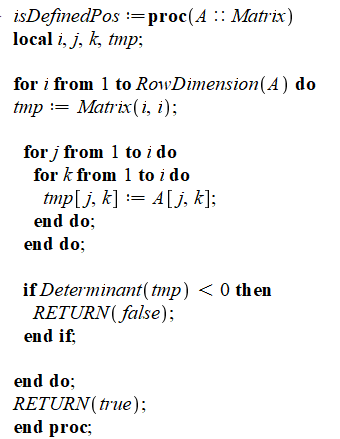 isDefinedPos := proc(A :: Matrix)
local i, j, k, tmp;
for i from 1 to RowDimension(A) do
tmp := Matrix(i, i);
for j from 1 to i do
for k from 1 to i do
tmp[j, k] := A[j, k];
end do;
end do;
if Determinant(tmp) < 0 then
RETURN(false);
end if;
end do;
RETURN(true);
end proc;